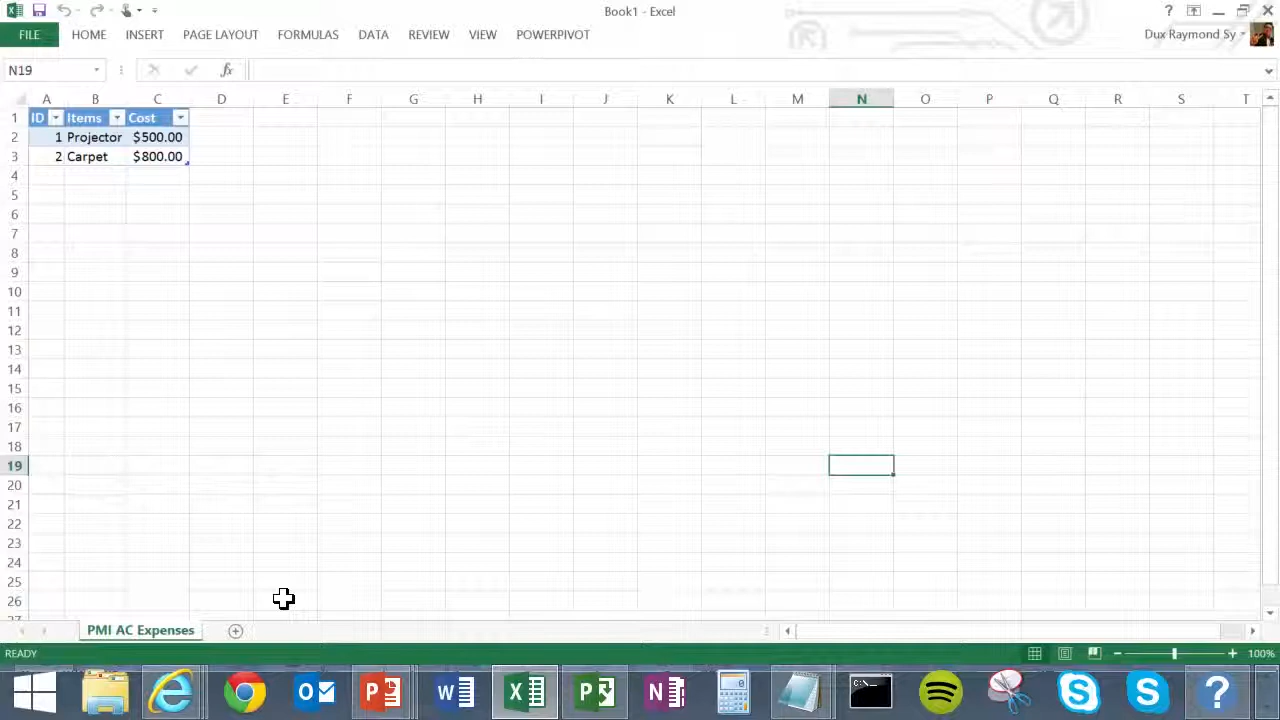 Book1 - Excel
?
FILE HOME INSERT PAGE LAYOUT FORMULAS DATA REVIEW VIEW POWERPIVOT
Dux Raymond Sy
N19
fx
A B C D E F G H I J K L M N O P Q R S T
1 ID Items Cost
2 1 Projector $500.00
3 2 Carpet $800.00
4
5
6
7
8
9
10
11
12
13
14
15
16
17
18
19
20
21
22
23
24
25
26
27
PMI AC Expenses
READY
100%